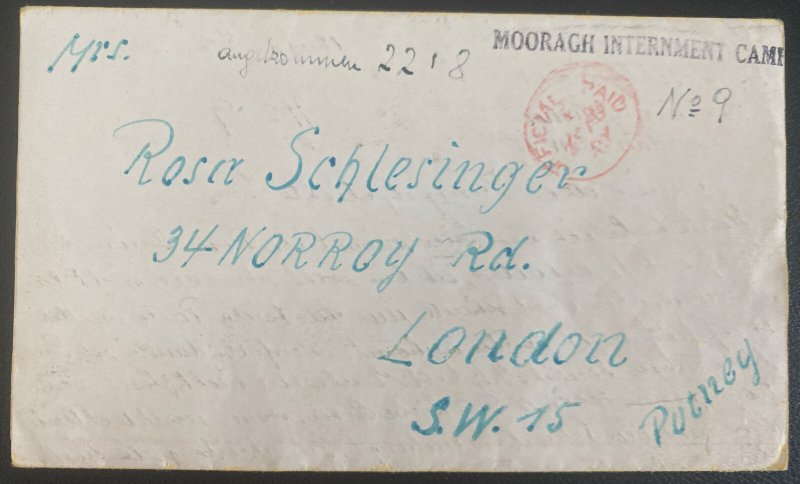 MOORAGH INTERNMENT CAMP
Mrs. angekommen 22.8
OFFICIAL PAID
No 9
Rosa Schlesinger
34 NORROY Rd.
London
S.W. 15 Putney